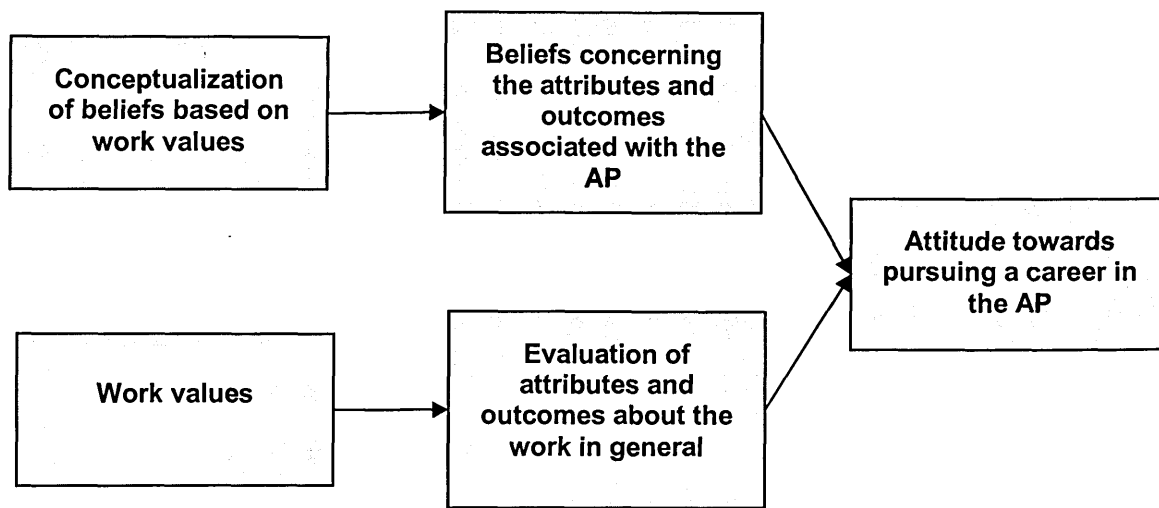 Conceptualization
of beliefs based on
work values
Beliefs concerning
the attributes and
outcomes
associated with the
AP
Attitude towards
pursuing a career in
the AP
Work values
Evaluation of
attributes and
outcomes about the
work in general